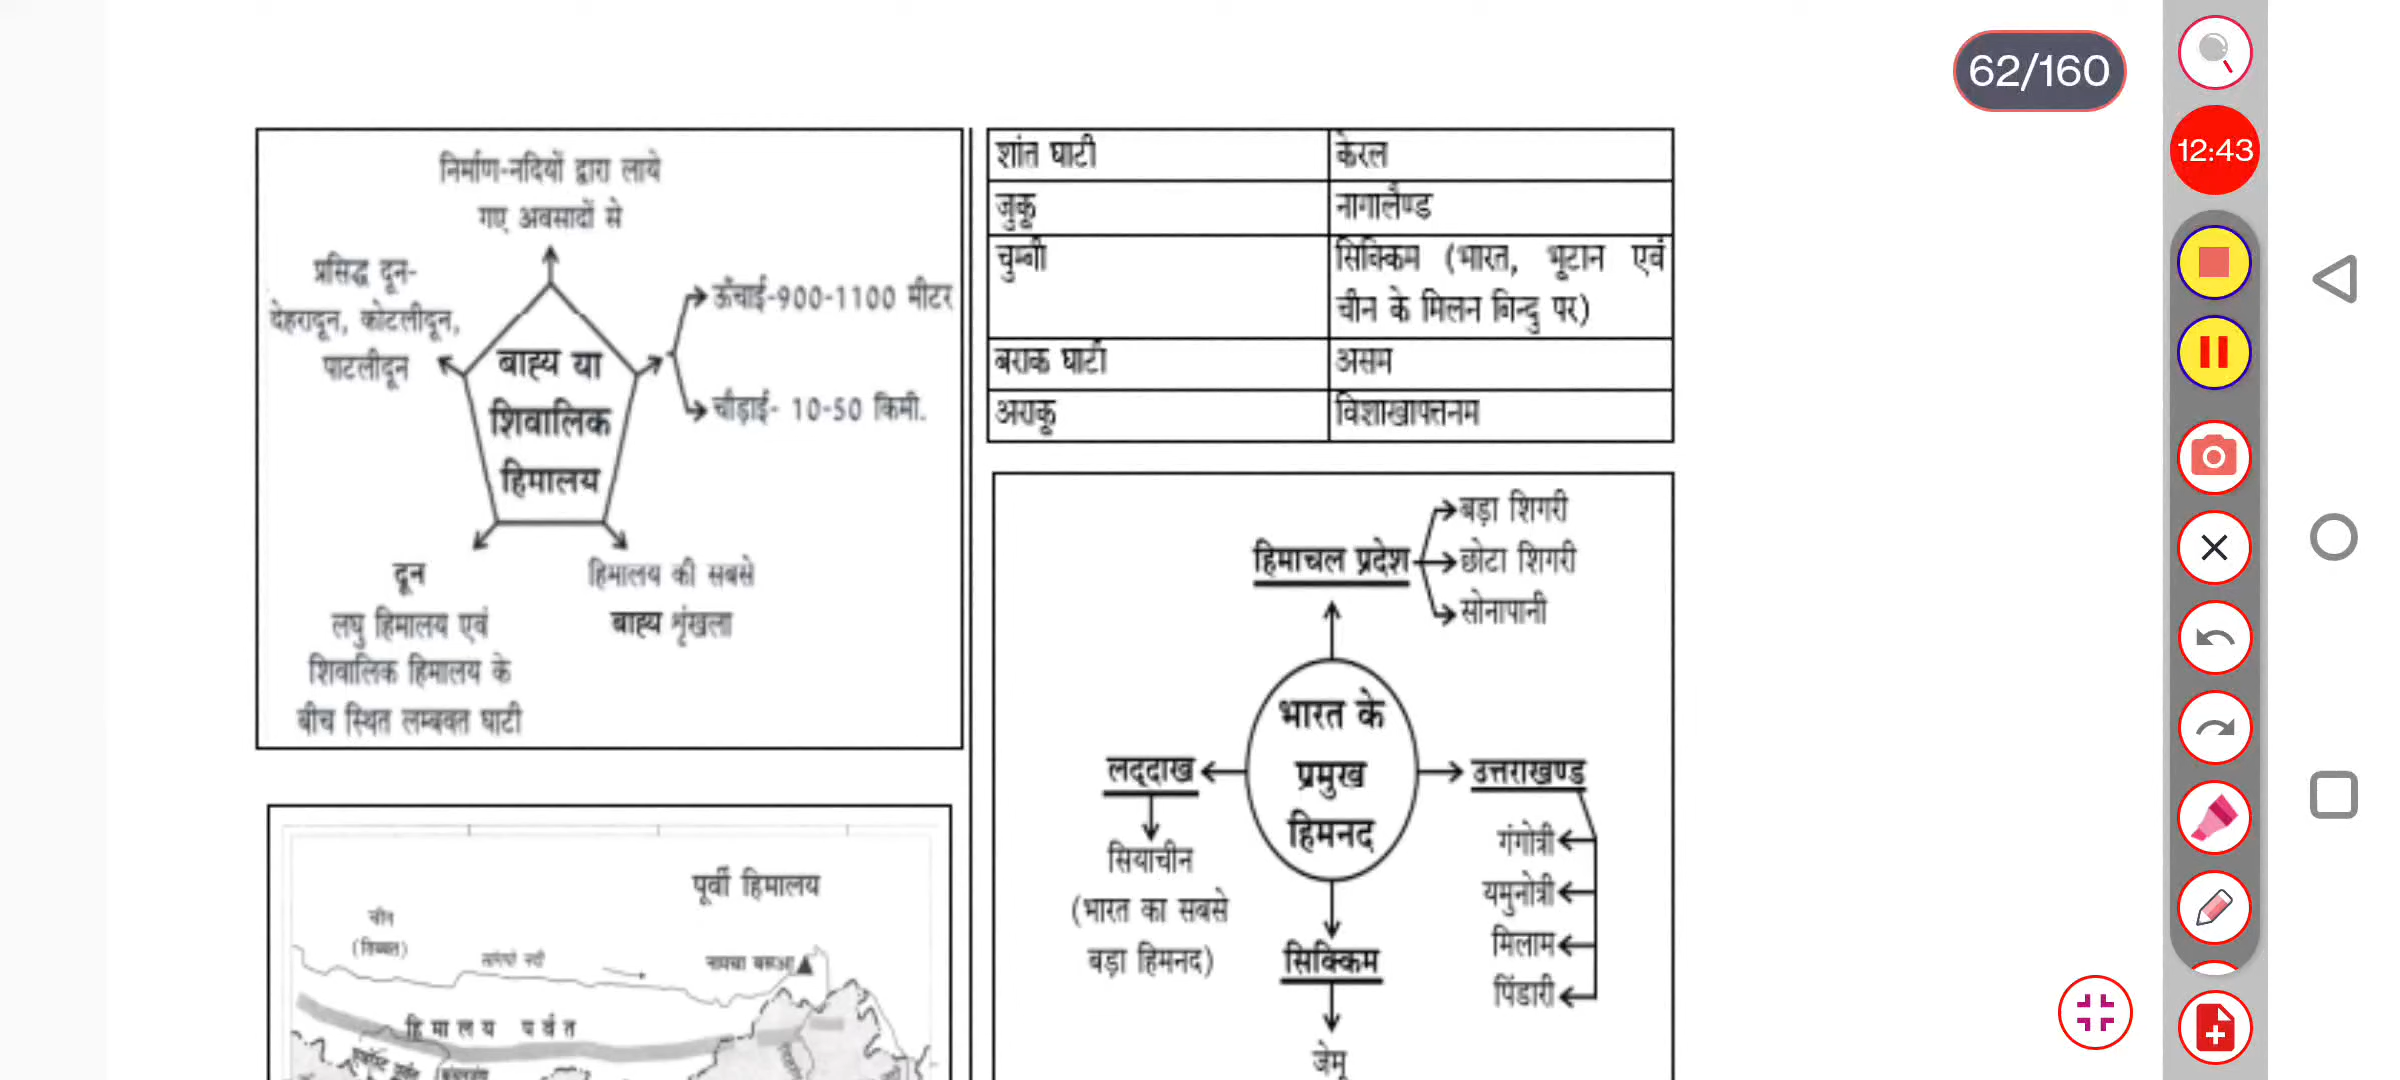 62/160
12:43
निर्माण-नदियों द्वारा लाये
गए अवसादों से
प्रसिद्ध दून-
देहरादून, कोटलीदून,
पाटलीदून
ऊँचाई-900-1100 मीटर
चौड़ाई- 10-50 किमी.
बाह्य या
शिवालिक
हिमालय
दून
लघु हिमालय एवं
शिवालिक हिमालय के
बीच स्थित लम्बवत घाटी
हिमालय की सबसे
बाह्य शृंखला
पूर्वी हिमालय
चीन
(तिब्बत)
नामचा बरूआ
हिमालय पर्वत
शांत घाटी केरल
जुकू नागालैण्ड
चुम्बी सिक्किम (भारत, भूटान एवं
चीन के मिलन बिन्दु पर)
बराक घाटी असम
अराकू विशाखापत्तनम
हिमाचल प्रदेश
बड़ा शिगरी
छोटा शिगरी
सोनापानी
भारत के
प्रमुख
हिमनद
लद्दाख
सियाचीन
(भारत का सबसे
बड़ा हिमनद)
उत्तराखण्ड
गंगोत्री
यमुनोत्री
मिलाम
पिंडारी
सिक्किम
जेमू